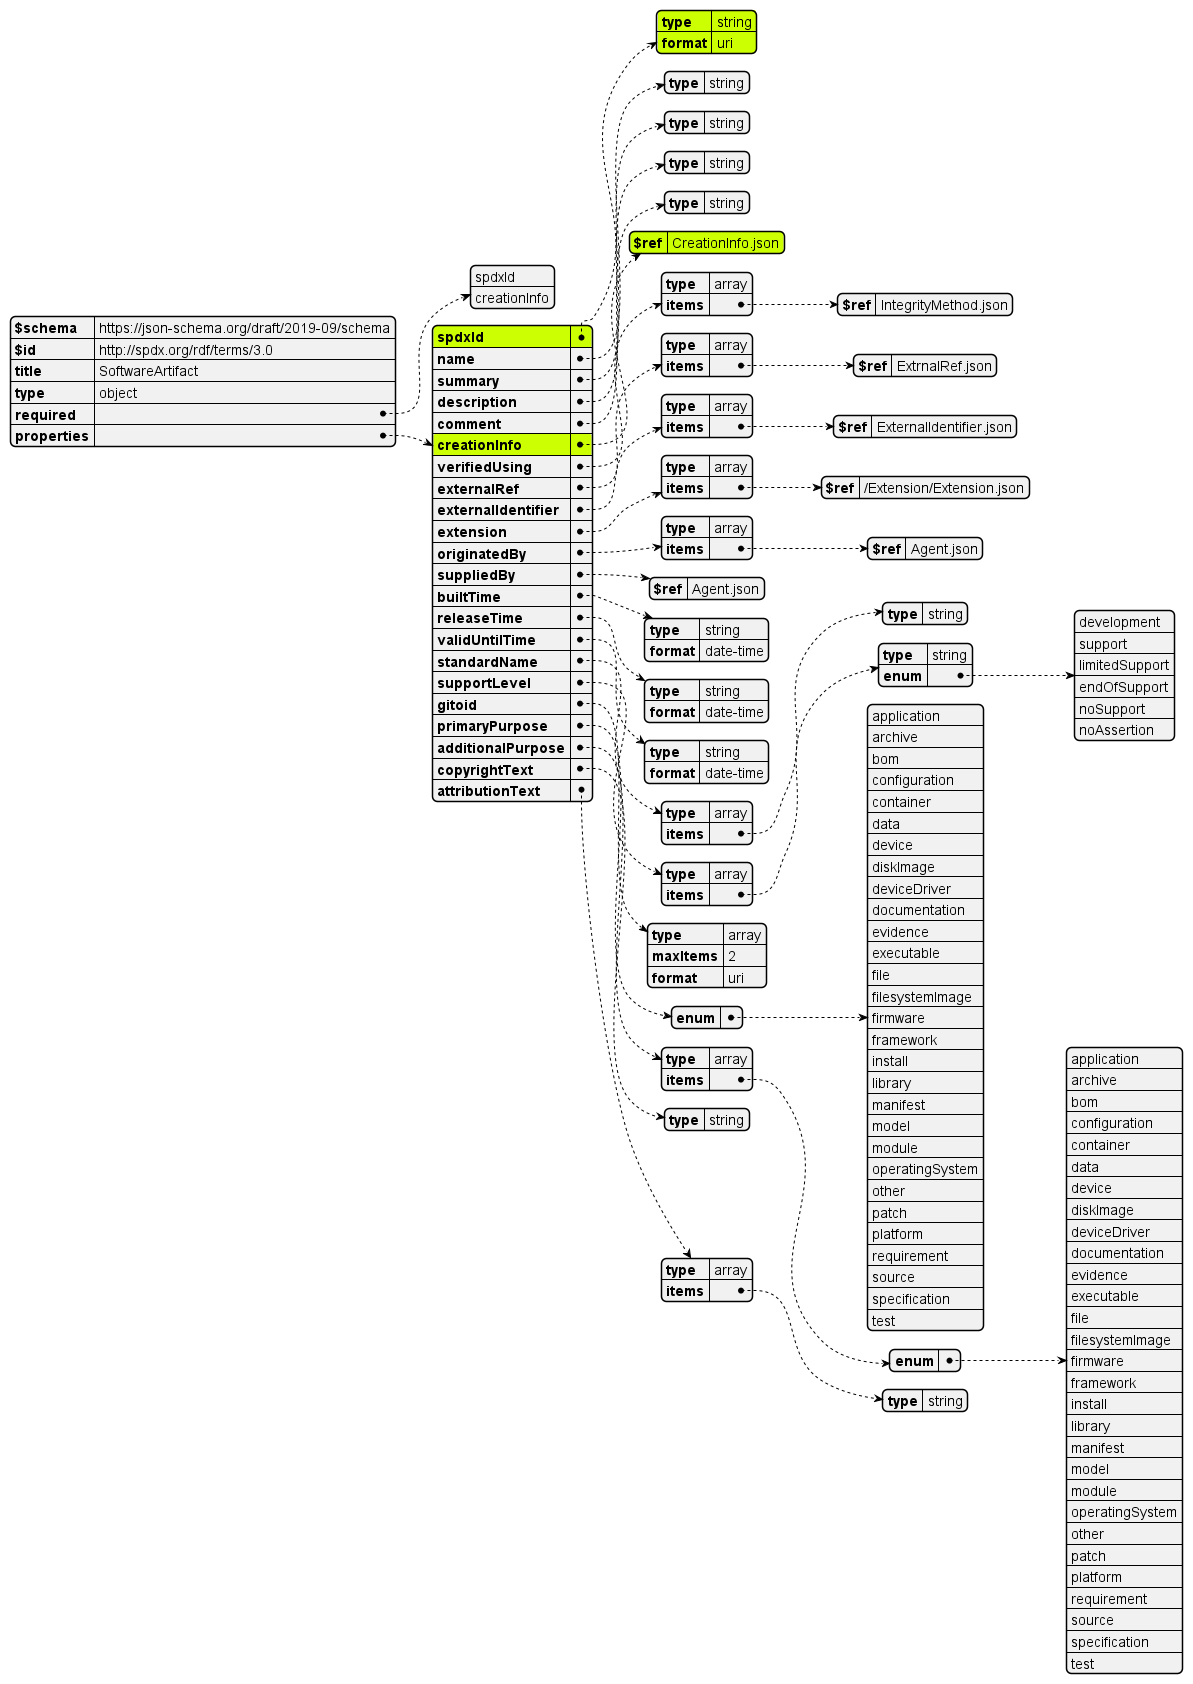 $schema https://json-schema.org/draft/2019-09/schema
$id http://spdx.org/rdf/terms/3.0
title SoftwareArtifact
type object
required
properties
spdxId
creationInfo
spdxId
name
summary
description
comment
creationInfo
verifiedUsing
externalRef
externalIdentifier
extension
originatedBy
suppliedBy
builtTime
releaseTime
validUntilTime
standardName
supportLevel
gitoid
primaryPurpose
additionalPurpose
copyrightText
attributionText
type string
format uri
type string
type string
type string
type string
$ref CreationInfo.json
type array
items
$ref IntegrityMethod.json
type array
items
$ref ExtrnalRef.json
type array
items
$ref ExternalIdentifier.json
type array
items
$ref /Extension/Extension.json
type array
items
$ref Agent.json
$ref Agent.json
type string
format date-time
type string
format date-time
type string
format date-time
type array
items
type string
type array
items
type string
enum
development
support
limitedSupport
endOfSupport
noSupport
noAssertion
type array
maxItems 2
format uri
enum
application
archive
bom
configuration
container
data
device
diskImage
deviceDriver
documentation
evidence
executable
file
filesystemImage
firmware
framework
install
library
manifest
model
module
operatingSystem
other
patch
platform
requirement
source
specification
test
type array
items
enum
application
archive
bom
configuration
container
data
device
diskImage
deviceDriver
documentation
evidence
executable
file
filesystemImage
firmware
framework
install
library
manifest
model
module
operatingSystem
other
patch
platform
requirement
source
specification
test
type string
type array
items
type string